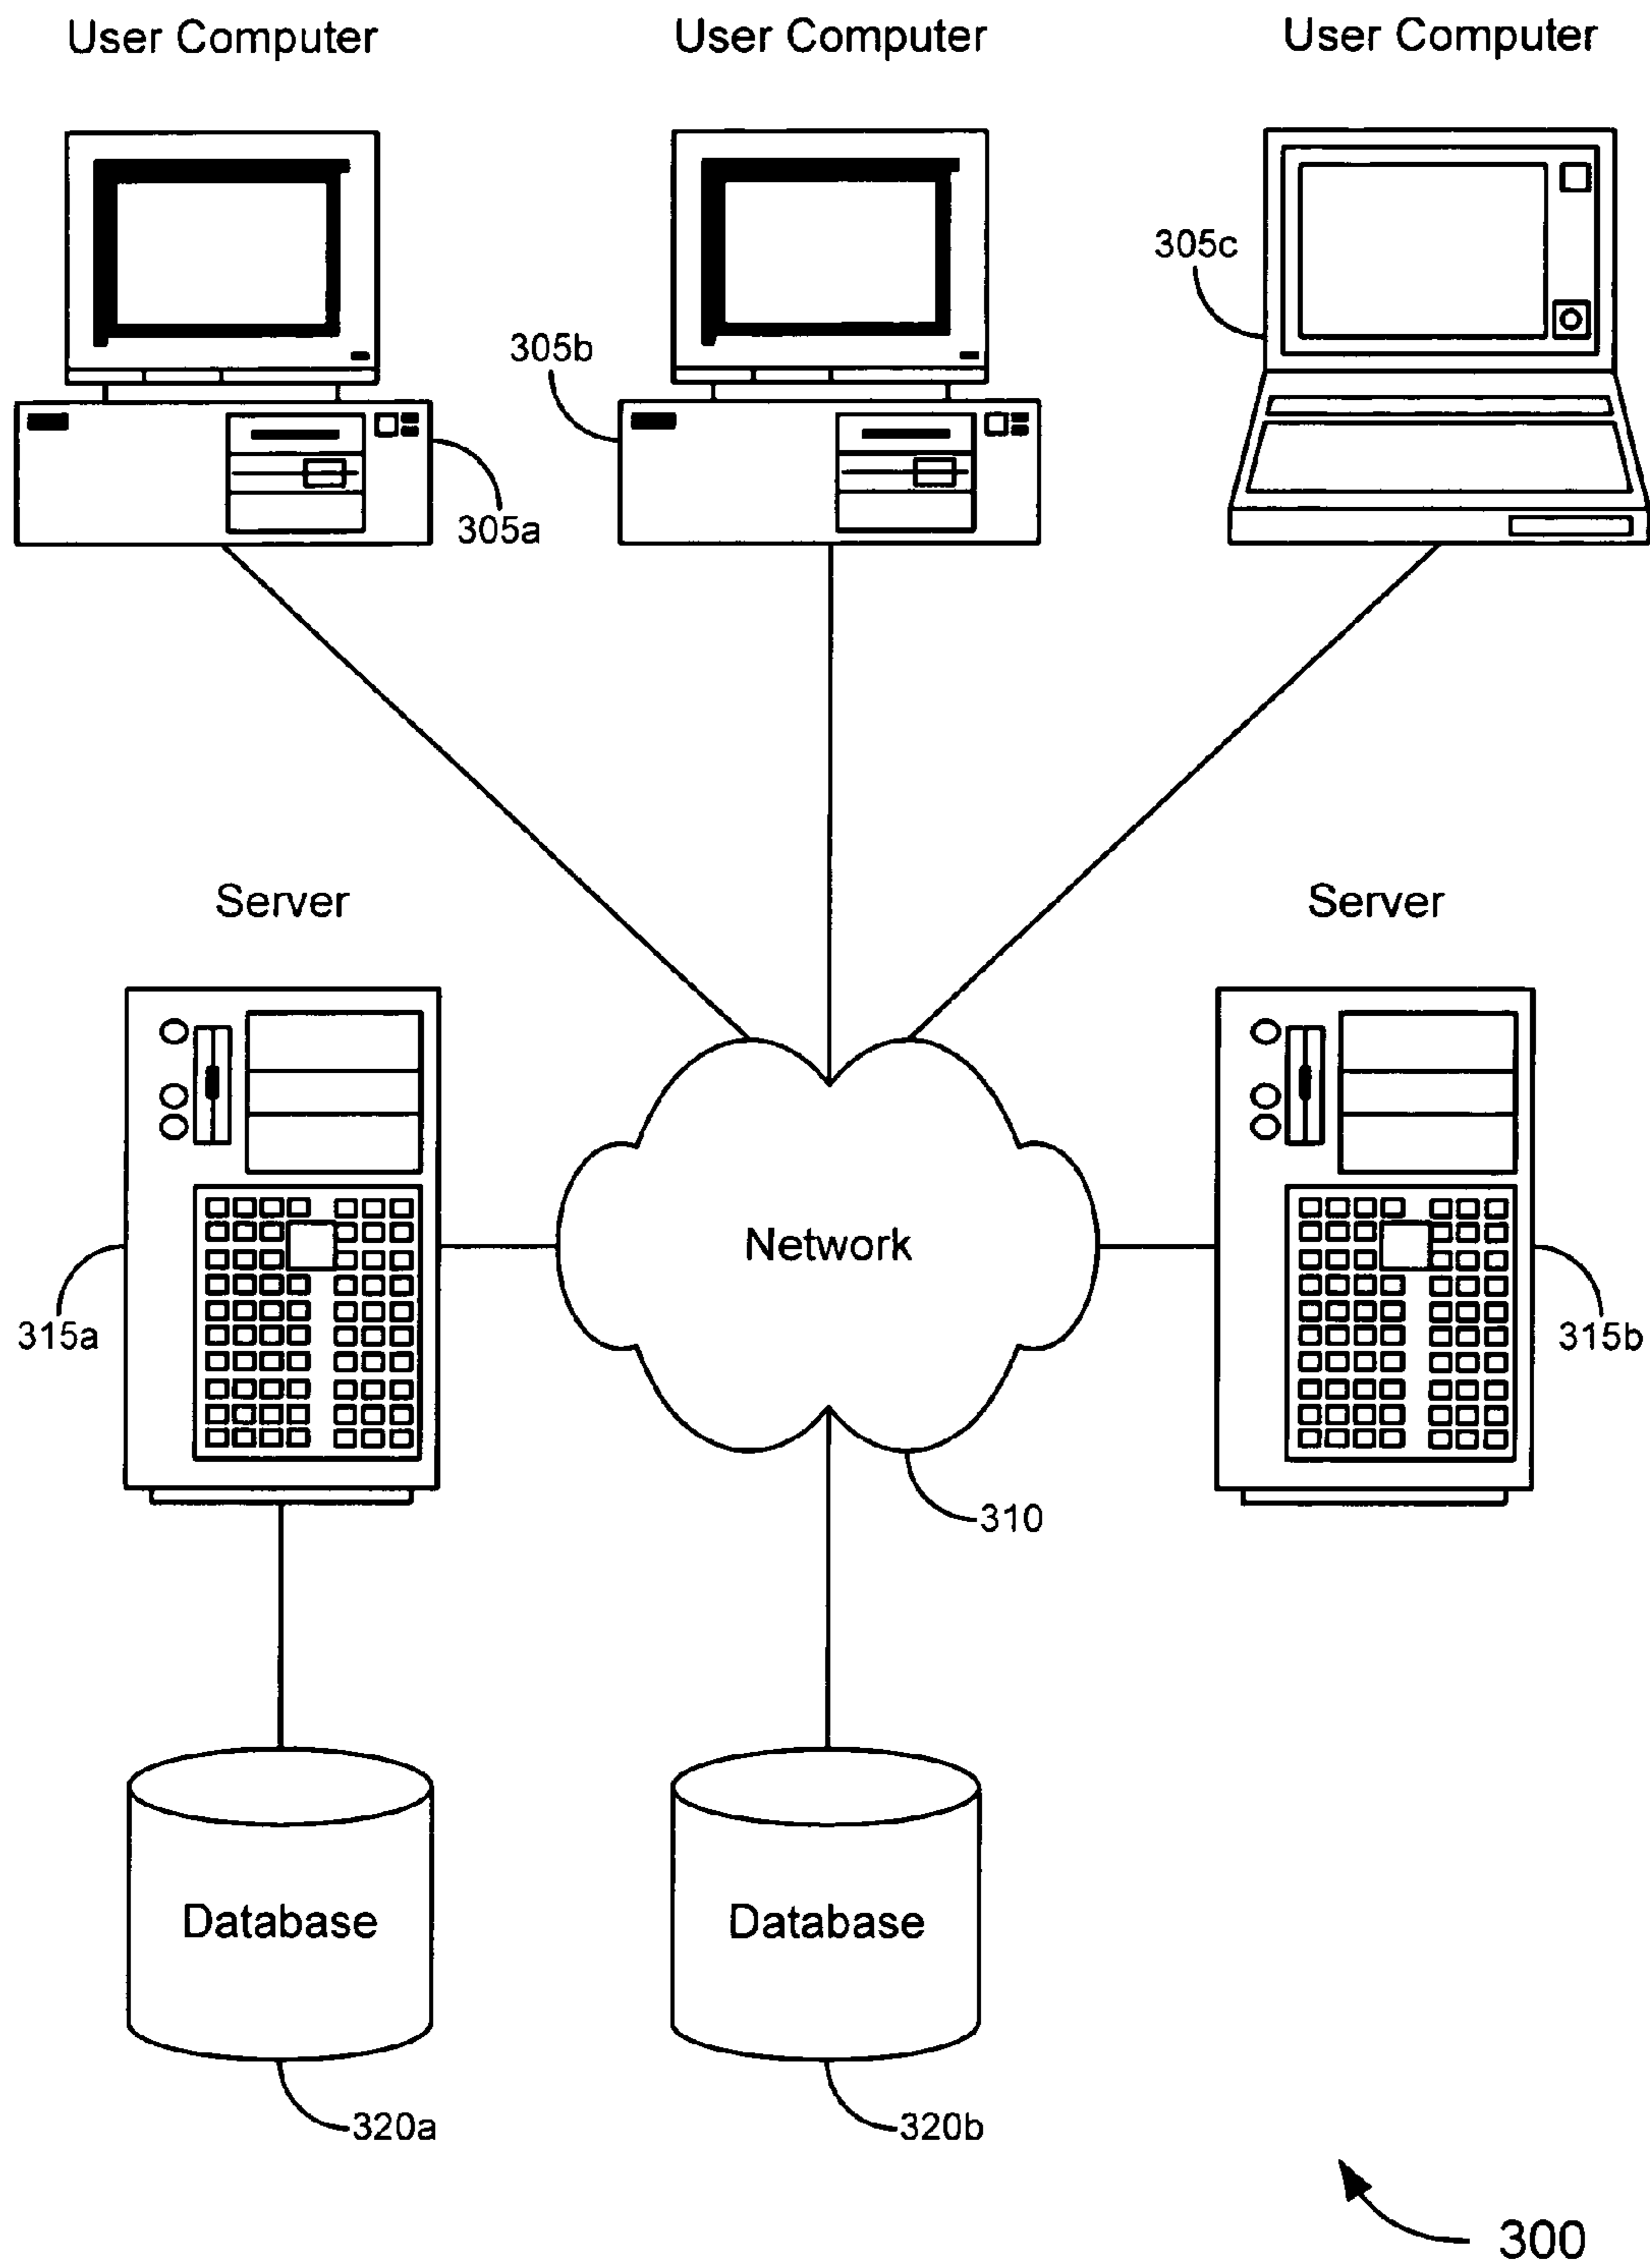 User Computer
User Computer
User Computer
305c
305b
305a
Server
Server
Network
315a
315b
310
Database
Database
320a
320b
300